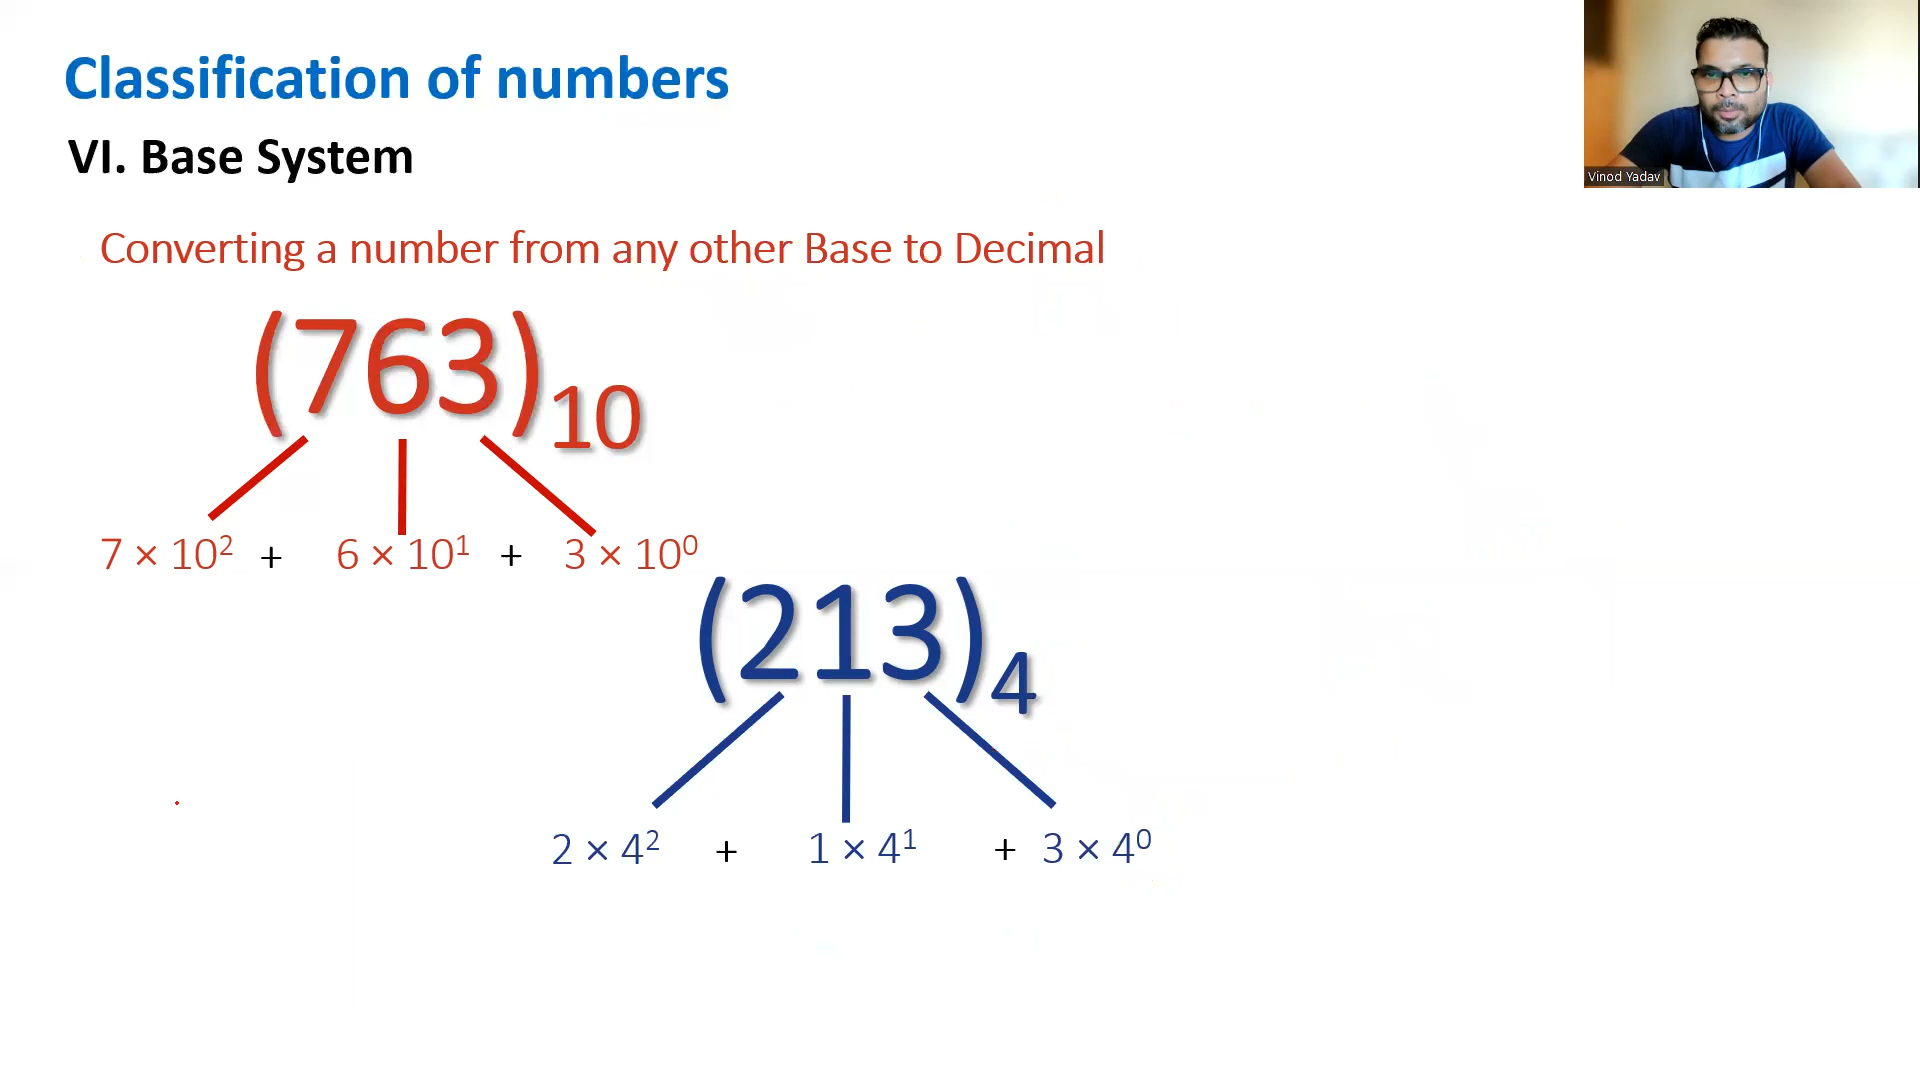 Classification of numbers
VI. Base System
Vinod Yadav
Converting a number from any other Base to Decimal
(763)₁₀
7 × 10² + 6 × 10¹ + 3 × 10⁰
(213)₄
2 × 4² + 1 × 4¹ + 3 × 4⁰